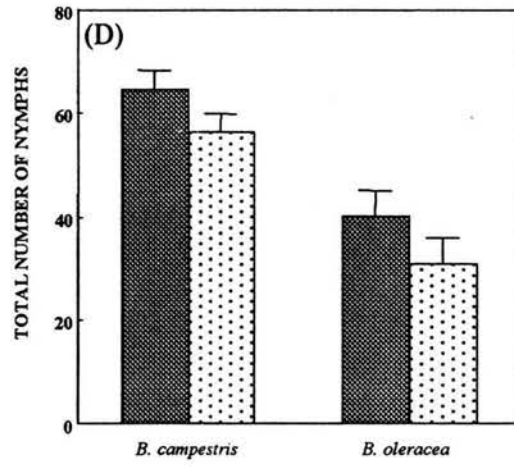 (D)
TOTAL NUMBER OF NYMPHS
80
60
40
20
0
B. campestris
B. oleracea